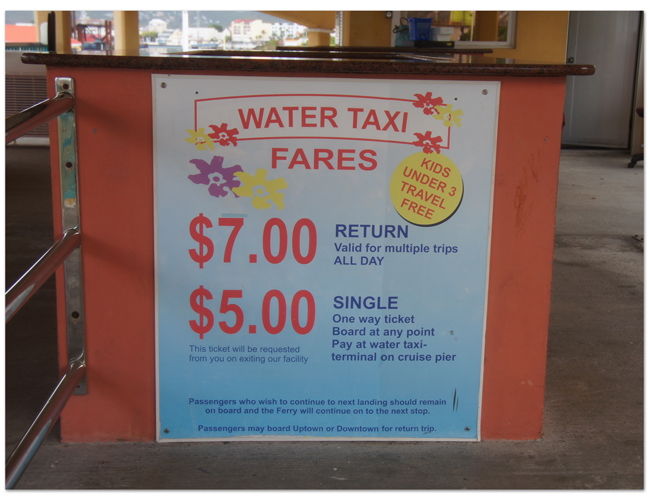 WATER TAXI
FARES
KIDS
UNDER 3
TRAVEL
FREE
$7.00
RETURN
Valid for multiple trips
ALL DAY
$5.00
SINGLE
One way ticket
Board at any point
Pay at water taxi-
terminal on cruise pier
This ticket will be requested
from you on exiting our facility
Passengers who wish to continue to next landing should remain
on board and the Ferry will continue on to the next stop.
Passengers may board Uptown or Downtown for return trip.